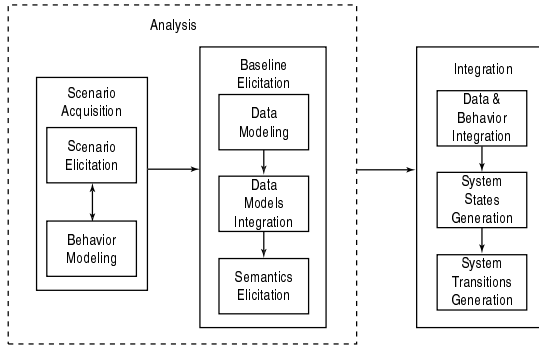 Analysis
Scenario
Acquisition
Scenario
Elicitation
Behavior
Modeling
Baseline
Elicitation
Data
Modeling
Data
Models
Integration
Semantics
Elicitation
Integration
Data &
Behavior
Integration
System
States
Generation
System
Transitions
Generation